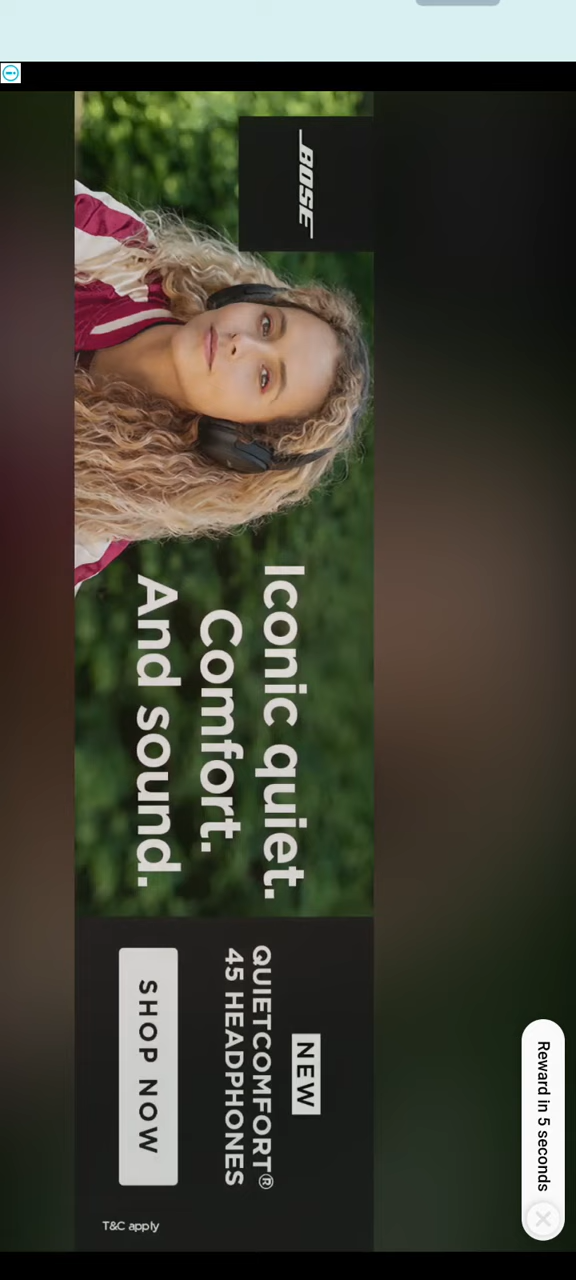 BOSE
Iconic quiet.
Comfort.
And sound.
NEW
QUIETCOMFORT®
45 HEADPHONES
SHOP NOW
T&C apply
Reward in 5 seconds